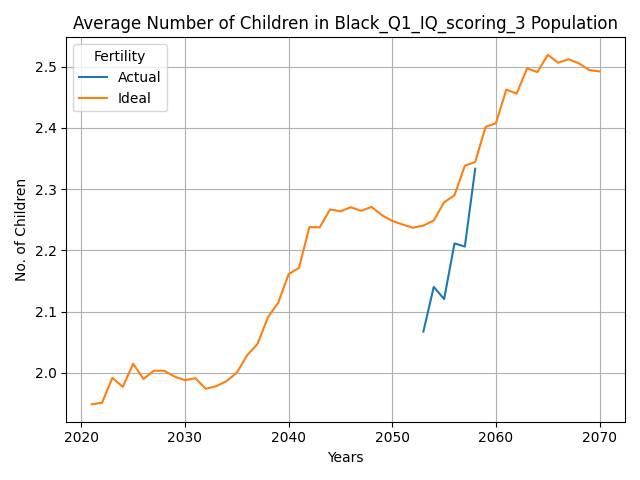 Average Number of Children in Black_Q1_IQ_scoring_3 Population
Fertility
Actual
Ideal
No. of Children
2.5
2.4
2.3
2.2
2.1
2.0
2020
2030
2040
2050
2060
2070
Years